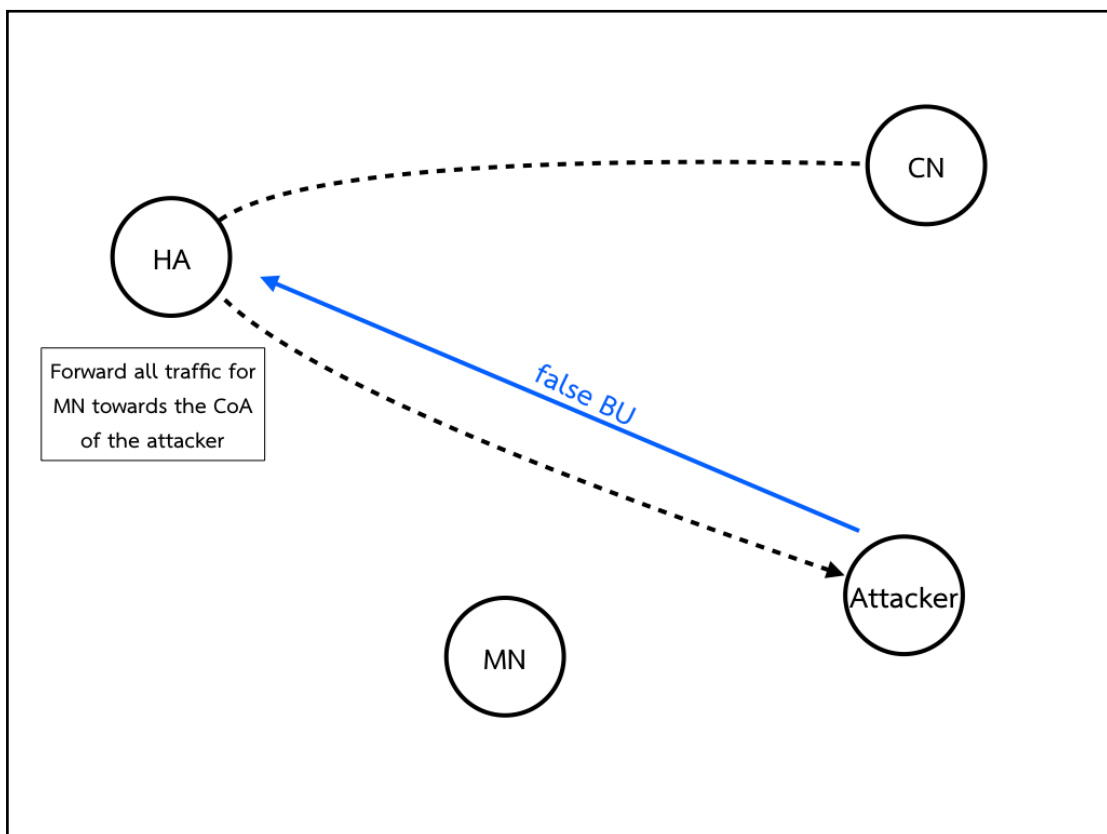 CN
HA
Forward all traffic for
MN towards the CoA
of the attacker
false BU
Attacker
MN